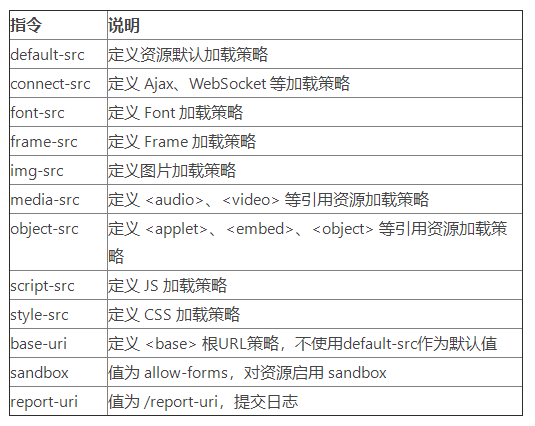 指令 说明
default-src 定义资源默认加载策略
connect-src 定义 Ajax、WebSocket 等加载策略
font-src 定义 Font 加载策略
frame-src 定义 Frame 加载策略
img-src 定义图片加载策略
media-src 定义 <audio>、<video> 等引用资源加载策略
object-src 定义 <applet>、<embed>、<object> 等引用资源加载策
略
script-src 定义 JS 加载策略
style-src 定义 CSS 加载策略
base-uri 定义 <base> 根URL策略，不使用default-src作为默认值
sandbox 值为 allow-forms，对资源启用 sandbox
report-uri 值为 /report-uri，提交日志